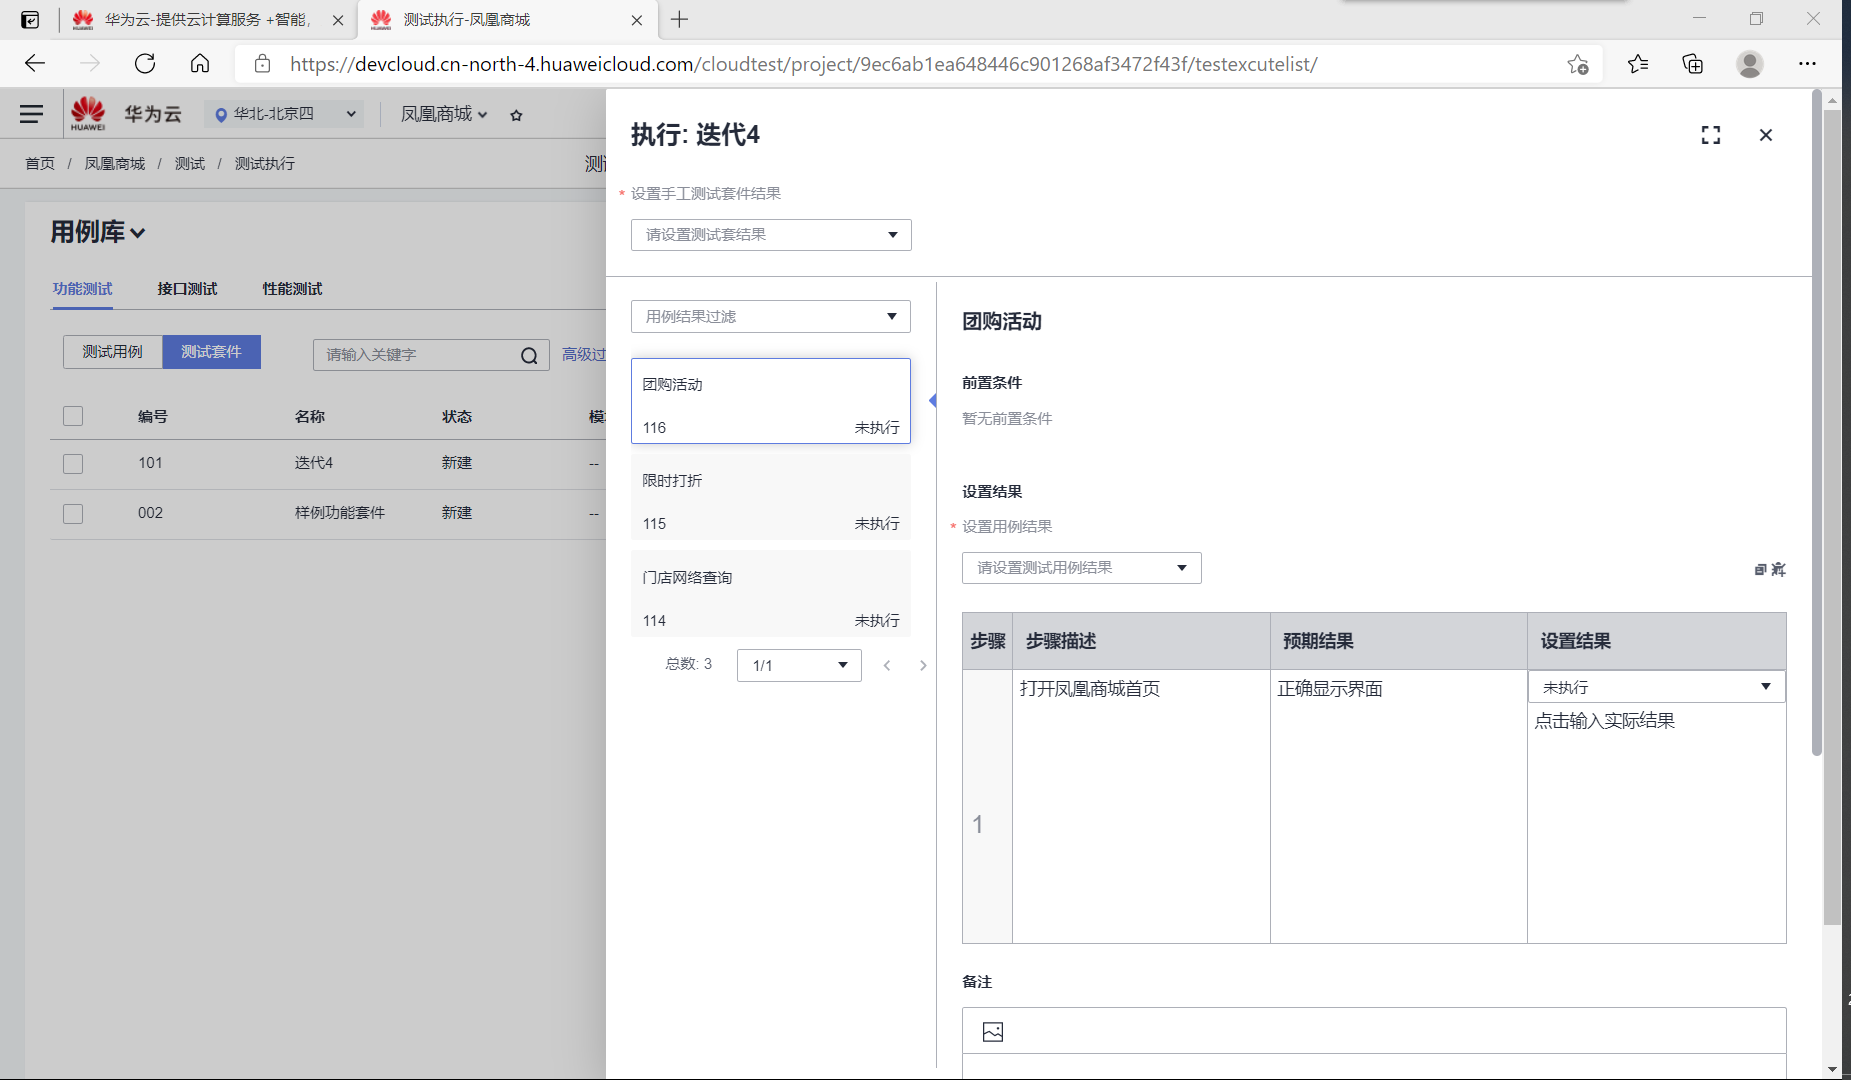 华为云-提供云计算服务 +智能,
测试执行-凤凰商城
https://devcloud.cn-north-4.huaweicloud.com/cloudtest/project/9ec6ab1ea648446c901268af3472f43f/testexcutelist/
HUAWEI
华为云
华北-北京四
凤凰商城
首页 / 凤凰商城 / 测试 / 测试执行
用例库
功能测试 接口测试 性能测试
测试用例 测试套件 请输入关键字 高级过
编号 名称 状态
101 迭代4 新建 --
002 样例功能套件 新建 --
执行: 迭代4
* 设置手工测试套件结果
请设置测试套结果
用例结果过滤
团购活动
116 未执行
限时打折
115 未执行
门店网络查询
114 未执行
总数: 3 1/1
团购活动
前置条件
暂无前置条件
设置结果
* 设置用例结果
请设置测试用例结果
步骤 步骤描述 预期结果 设置结果
1 打开凤凰商城首页 正确显示界面 未执行
点击输入实际结果
备注